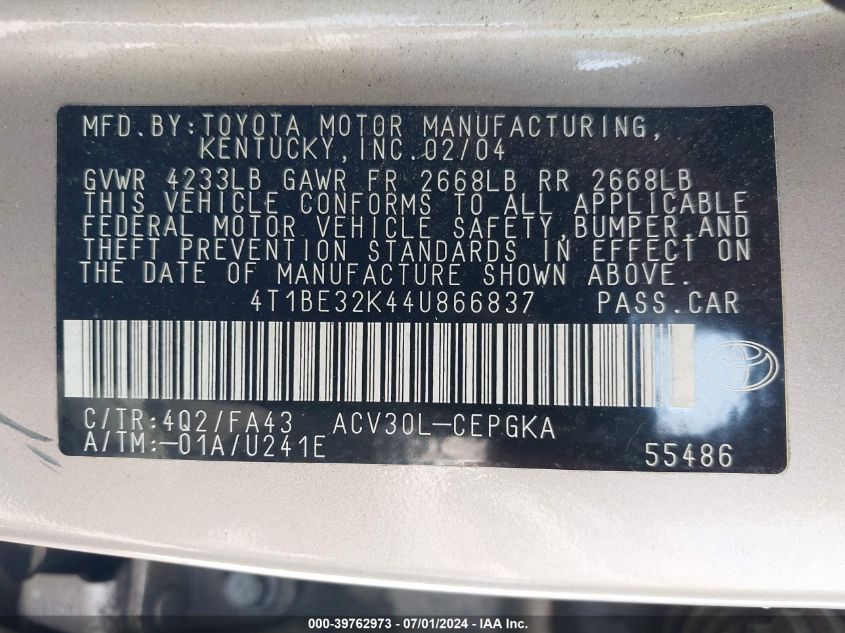 MFD.BY:TOYOTA MOTOR MANUFACTURING,
KENTUCKY,INC.02/04
GVWR 4233LB GAWR FR 2668LB RR 2668LB
THIS VEHICLE CONFORMS TO ALL APPLICABLE
FEDERAL MOTOR VEHICLE SAFETY,BUMPER,AND
THEFT PREVENTION STANDARDS IN EFFECT ON
THE DATE OF MANUFACTURE SHOWN ABOVE.
4T1BE32K44U866837 PASS.CAR
C/TR:4Q2/FA43 ACV30L-CEPGKA
A/TM:-01A/U241E 55486
000-39762973 / 07/01/2024 - Copyright © IAA, LLC